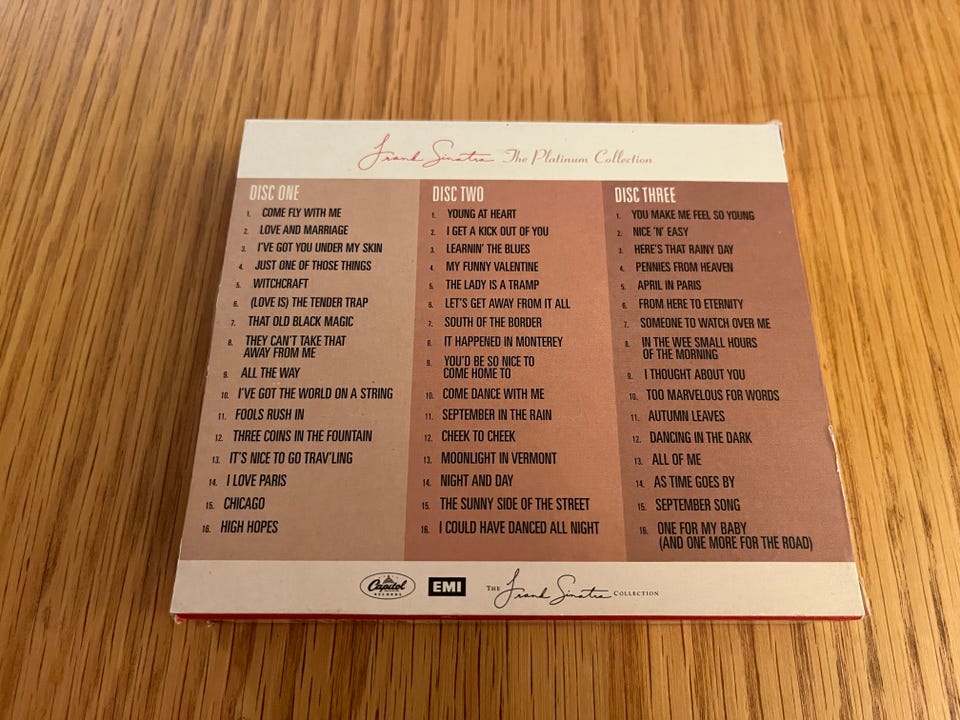 Frank Sinatra The Platinum Collection
DISC ONE
1. COME FLY WITH ME
2. LOVE AND MARRIAGE
3. I'VE GOT YOU UNDER MY SKIN
4. JUST ONE OF THOSE THINGS
5. WITCHCRAFT
6. (LOVE IS) THE TENDER TRAP
7. THAT OLD BLACK MAGIC
8. THEY CAN'T TAKE THAT
AWAY FROM ME
9. ALL THE WAY
10. I'VE GOT THE WORLD ON A STRING
11. FOOLS RUSH IN
12. THREE COINS IN THE FOUNTAIN
13. IT'S NICE TO GO TRAV'LING
14. I LOVE PARIS
15. CHICAGO
16. HIGH HOPES
DISC TWO
1. YOUNG AT HEART
2. I GET A KICK OUT OF YOU
3. LEARNIN' THE BLUES
4. MY FUNNY VALENTINE
5. THE LADY IS A TRAMP
6. LET'S GET AWAY FROM IT ALL
7. SOUTH OF THE BORDER
8. IT HAPPENED IN MONTEREY
9. YOU'D BE SO NICE TO
COME HOME TO
10. COME DANCE WITH ME
11. SEPTEMBER IN THE RAIN
12. CHEEK TO CHEEK
13. MOONLIGHT IN VERMONT
14. NIGHT AND DAY
15. THE SUNNY SIDE OF THE STREET
16. I COULD HAVE DANCED ALL NIGHT
DISC THREE
1. YOU MAKE ME FEEL SO YOUNG
2. NICE 'N' EASY
3. HERE'S THAT RAINY DAY
4. PENNIES FROM HEAVEN
5. APRIL IN PARIS
6. FROM HERE TO ETERNITY
7. SOMEONE TO WATCH OVER ME
8. IN THE WEE SMALL HOURS
OF THE MORNING
9. I THOUGHT ABOUT YOU
10. TOO MARVELOUS FOR WORDS
11. AUTUMN LEAVES
12. DANCING IN THE DARK
13. ALL OF ME
14. AS TIME GOES BY
15. SEPTEMBER SONG
16. ONE FOR MY BABY
(AND ONE MORE FOR THE ROAD)
Capitol
RECORDS
EMI
THE Frank Sinatra COLLECTION